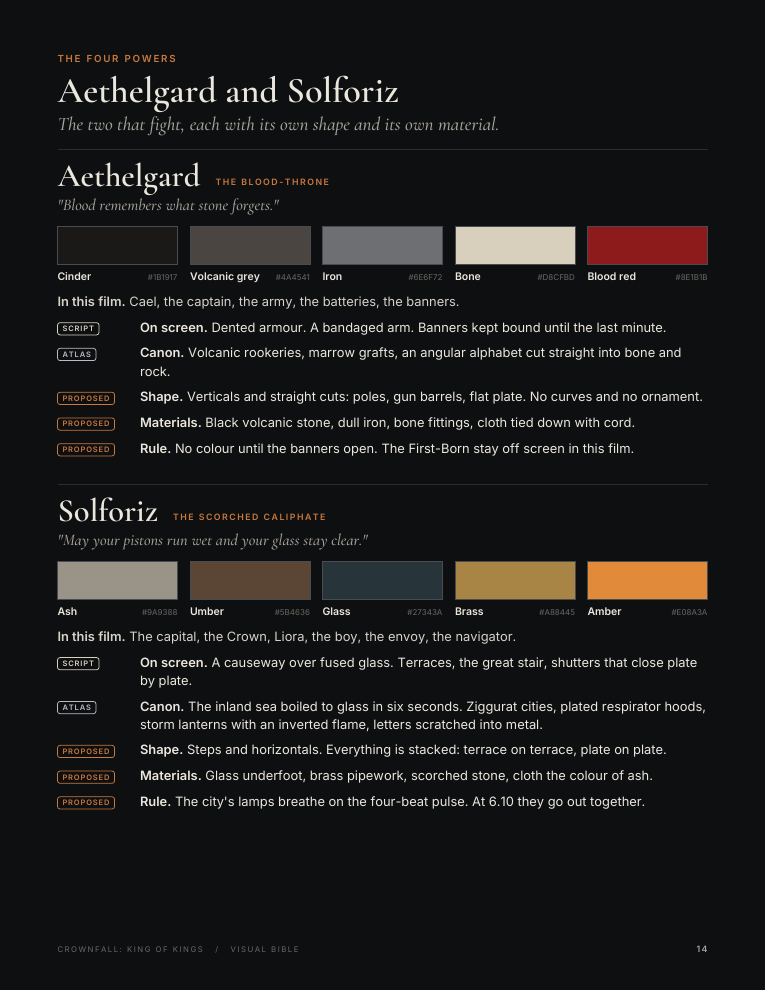 THE FOUR POWERS
Aethelgard and Solforiz
The two that fight, each with its own shape and its own material.
Aethelgard THE BLOOD-THRONE
"Blood remembers what stone forgets."
Cinder #1B1917 Volcanic grey #4A4541 Iron #6E6F72 Bone #D8CFBD Blood red #8E1B1B
In this film. Cael, the captain, the army, the batteries, the banners.
SCRIPT On screen. Dented armour. A bandaged arm. Banners kept bound until the last minute.
ATLAS Canon. Volcanic rookeries, marrow grafts, an angular alphabet cut straight into bone and
rock.
PROPOSED Shape. Verticals and straight cuts: poles, gun barrels, flat plate. No curves and no ornament.
PROPOSED Materials. Black volcanic stone, dull iron, bone fittings, cloth tied down with cord.
PROPOSED Rule. No colour until the banners open. The First-Born stay off screen in this film.
Solforiz THE SCORCHED CALIPHATE
"May your pistons run wet and your glass stay clear."
Ash #9A9388 Umber #5B4636 Glass #27343A Brass #A88445 Amber #E08A3A
In this film. The capital, the Crown, Liora, the boy, the envoy, the navigator.
SCRIPT On screen. A causeway over fused glass. Terraces, the great stair, shutters that close plate
by plate.
ATLAS Canon. The inland sea boiled to glass in six seconds. Ziggurat cities, plated respirator hoods,
storm lanterns with an inverted flame, letters scratched into metal.
PROPOSED Shape. Steps and horizontals. Everything is stacked: terrace on terrace, plate on plate.
PROPOSED Materials. Glass underfoot, brass pipework, scorched stone, cloth the colour of ash.
PROPOSED Rule. The city's lamps breathe on the four-beat pulse. At 6.10 they go out together.
CROWNFALL: KING OF KINGS / VISUAL BIBLE 14